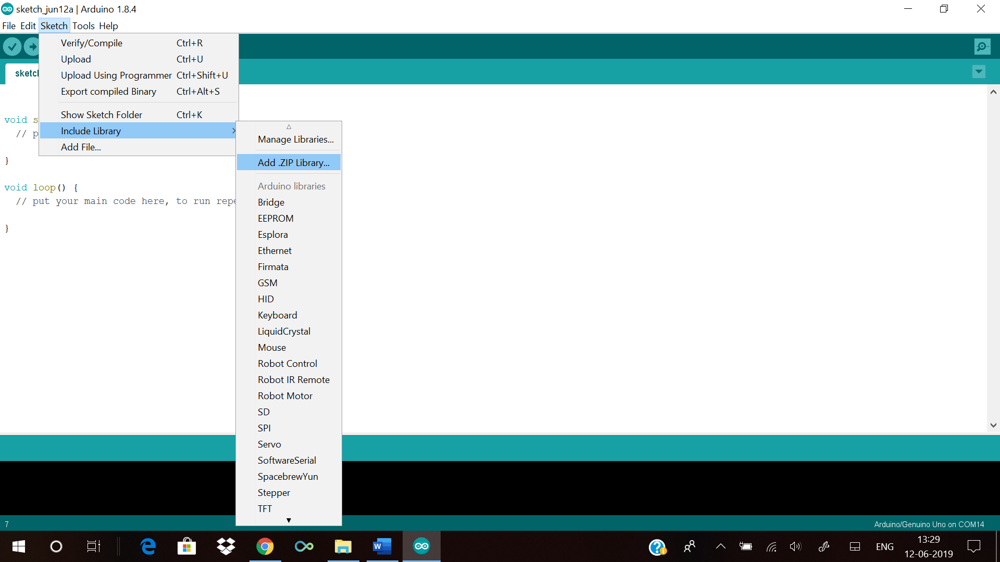 sketch_jun12a | Arduino 1.8.4
File Edit Sketch Tools Help
Verify/Compile Ctrl+R
Upload Ctrl+U
Upload Using Programmer Ctrl+Shift+U
Export compiled Binary Ctrl+Alt+S
Show Sketch Folder Ctrl+K
Include Library
Add File...
sketch
void s
// p
}
void loop() {
// put your main code here, to run repe
}
Manage Libraries...
Add .ZIP Library...
Arduino libraries
Bridge
EEPROM
Esplora
Ethernet
Firmata
GSM
HID
Keyboard
LiquidCrystal
Mouse
Robot Control
Robot IR Remote
Robot Motor
SD
SPI
Servo
SoftwareSerial
SpacebrewYun
Stepper
TFT
7
Arduino/Genuino Uno on COM14
W
ENG
13:29
12-06-2019